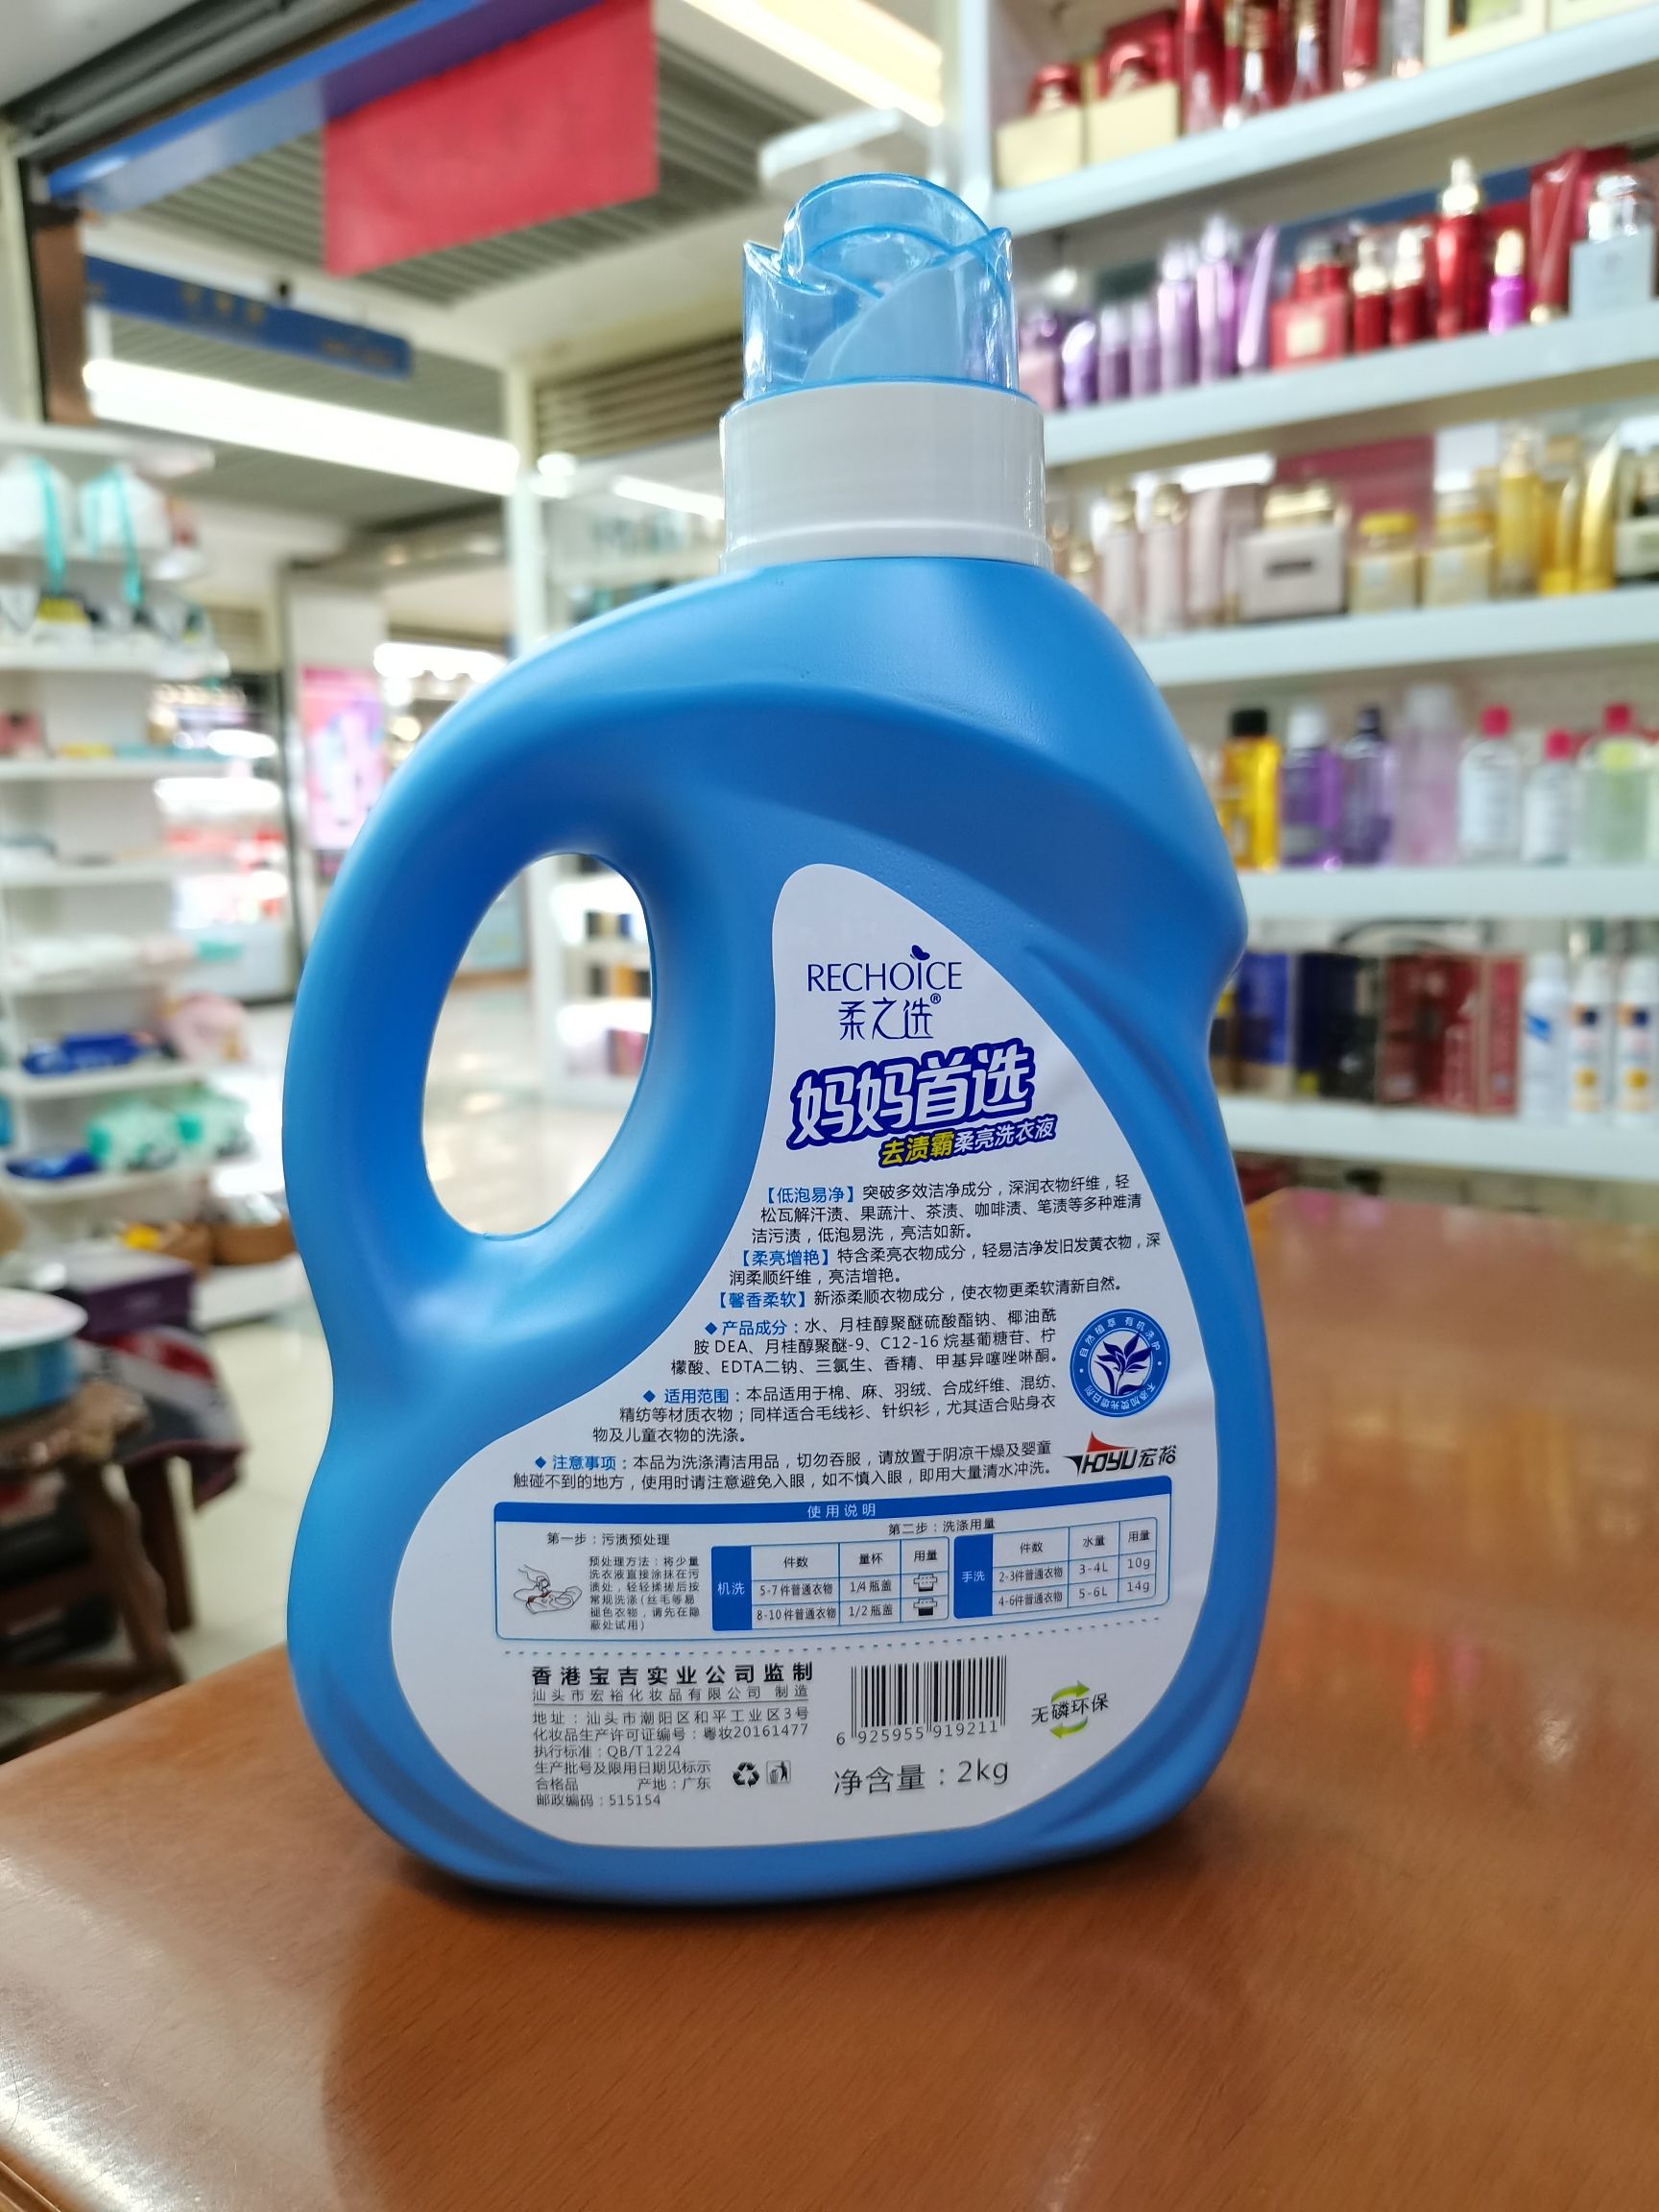 RECHOICE
柔之选®
妈妈首选
去渍霸柔亮洗衣液
【低泡易净】突破多效洁净成分，深润衣物纤维，轻
松瓦解汗渍、果蔬汁、茶渍、咖啡渍、笔渍等多种难清
洁污渍，低泡易洗，亮洁如新。
【柔亮增艳】特含柔亮衣物成分，轻易洁净发旧发黄衣物，深
润柔顺纤维，亮洁增艳。
【馨香柔软】新添柔顺衣物成分，使衣物更柔软清新自然。
◆产品成分：水、月桂醇聚醚硫酸酯钠、椰油酰
胺 DEA、月桂醇聚醚-9、C12-16 烷基葡糖苷、柠
檬酸、EDTA二钠、三氯生、香精、甲基异噻唑啉酮。
自然植萃 有机洗护
不添加荧光增白剂
◆ 适用范围：本品适用于棉、麻、羽绒、合成纤维、混纺、
精纺等材质衣物；同样适合毛线衫、针织衫，尤其适合贴身衣
物及儿童衣物的洗涤。
◆ 注意事项：本品为洗涤清洁用品，切勿吞服，请放置于阴凉干燥及婴童
触碰不到的地方，使用时请注意避免入眼，如不慎入眼，即用大量清水冲洗。
HOYU宏裕
使用说明
第一步：污渍预处理
预处理方法：将少量
洗衣液直接涂抹在污
渍处，轻轻揉搓后按
常规洗涤(丝毛等易
褪色衣物，请先在隐
蔽处试用)
第二步：洗涤用量
机洗
件数 量杯 用量
5-7件普通衣物 1/4 瓶盖
8-10件普通衣物 1/2 瓶盖
手洗
件数 水量 用量
2-3件普通衣物 3-4L 10g
4-6件普通衣物 5-6L 14g
香港宝吉实业公司监制
汕头市宏裕化妆品有限公司 制造
地址：汕头市潮阳区和平工业区3号
化妆品生产许可证编号：粤妆20161477
执行标准：QB/T1224
生产批号及限用日期见标示
合格品 产地：广东
邮政编码：515154
6 925955 919211
净含量：2kg
无磷环保